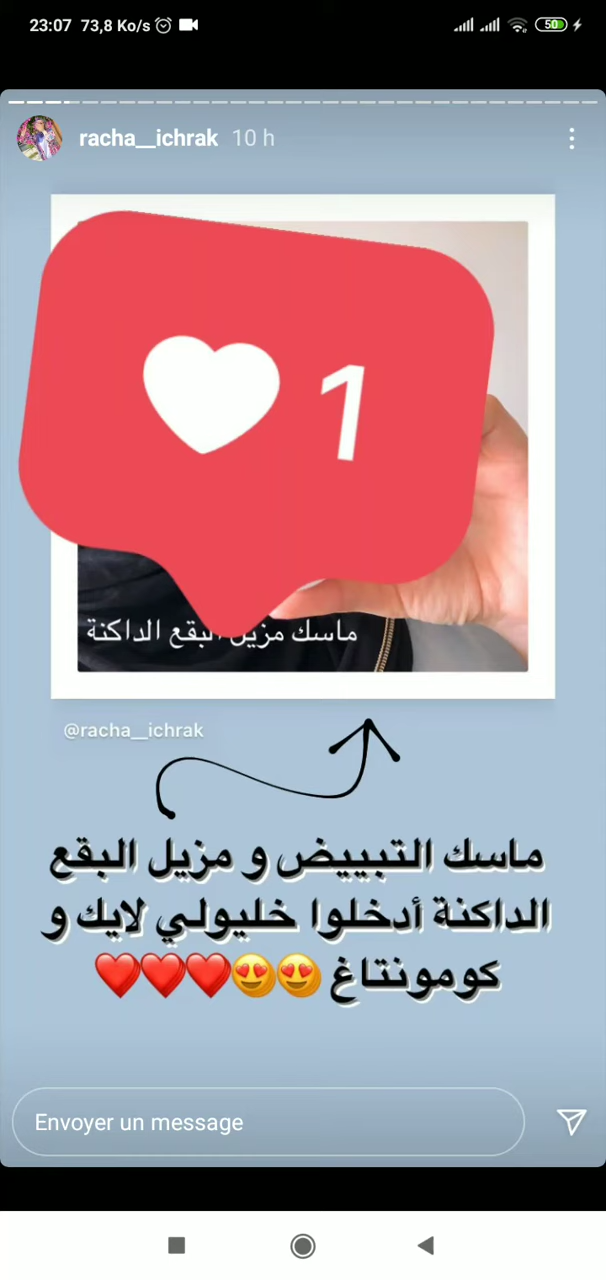 23:07 73,8 Ko/s
50
racha__ichrak 10 h
1
ماسك مزيل البقع الداكنة
@racha__ichrak
ماسك التبييض و مزيل البقع
الداكنة أدخلوا خليولي لايك و
كومونتاغ 😍😍❤️❤️❤️
Envoyer un message